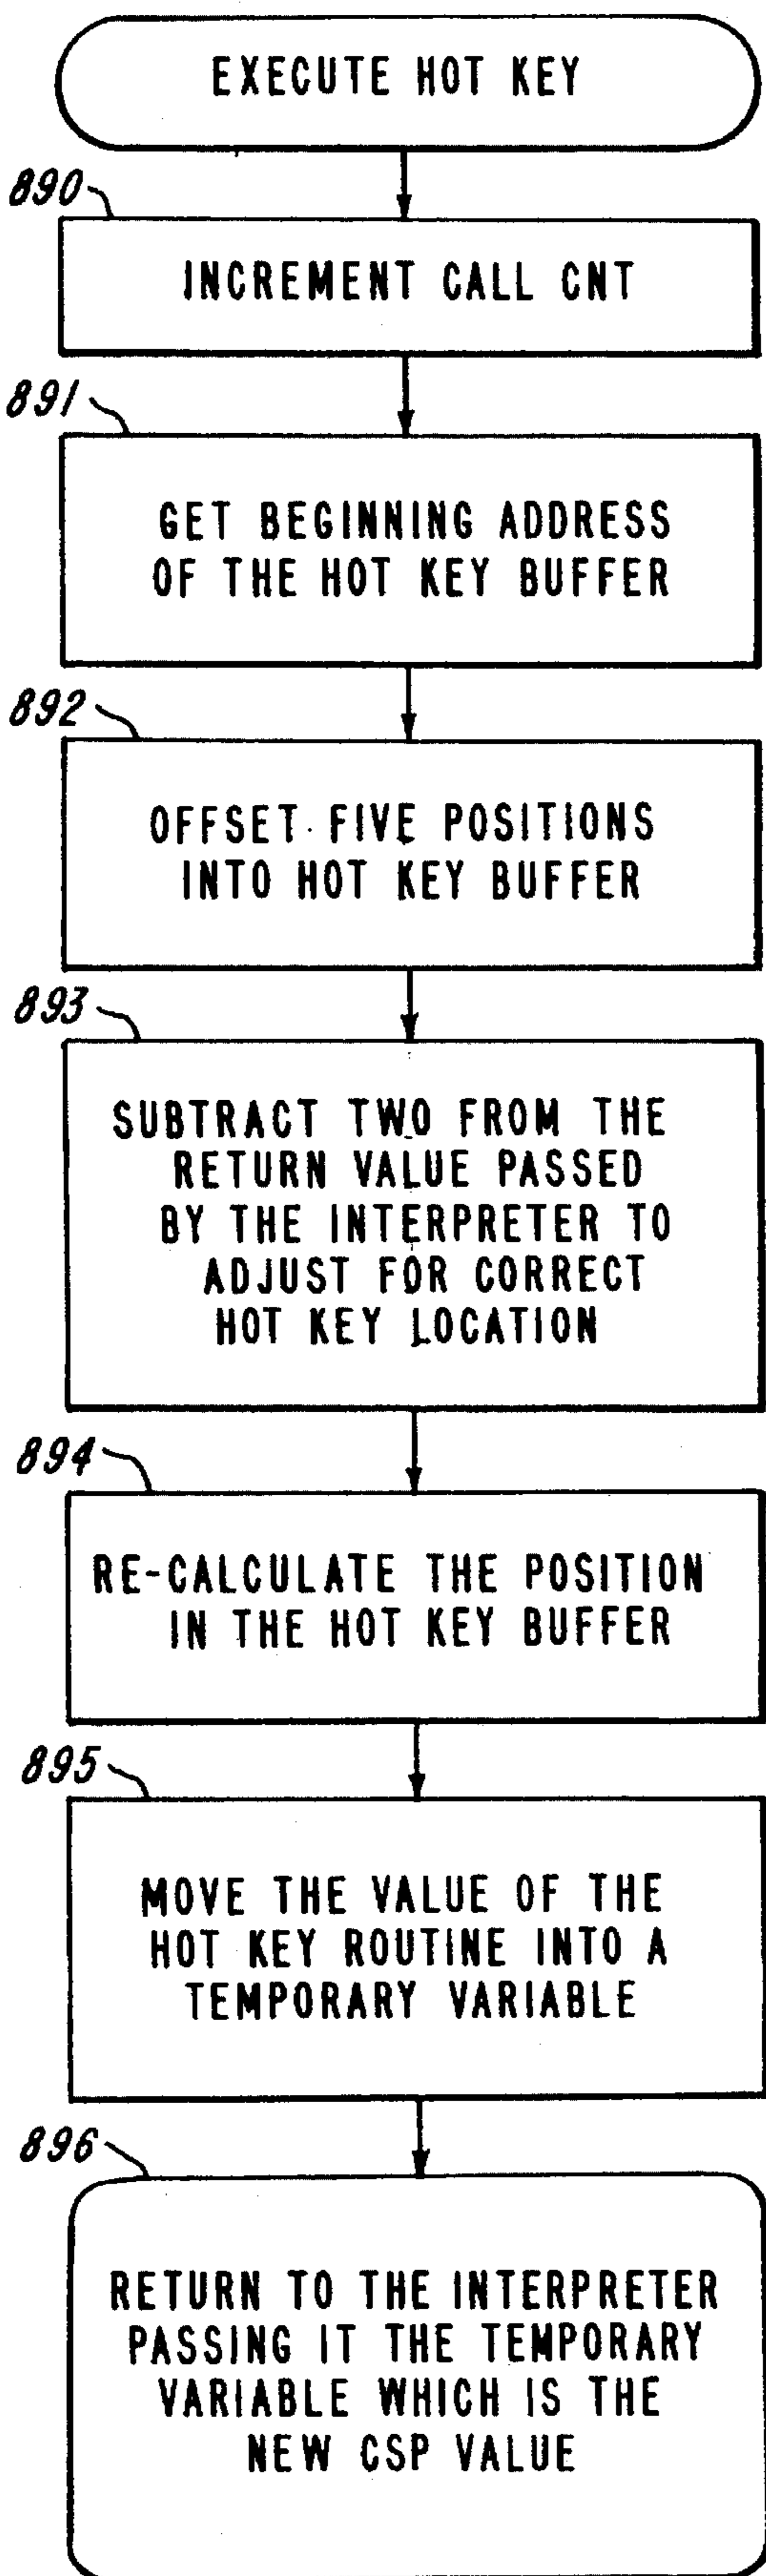 EXECUTE HOT KEY
890
INCREMENT CALL CNT
891
GET BEGINNING ADDRESS
OF THE HOT KEY BUFFER
892
OFFSET FIVE POSITIONS
INTO HOT KEY BUFFER
893
SUBTRACT TWO FROM THE
RETURN VALUE PASSED
BY THE INTERPRETER TO
ADJUST FOR CORRECT
HOT KEY LOCATION
894
RE-CALCULATE THE POSITION
IN THE HOT KEY BUFFER
895
MOVE THE VALUE OF THE
HOT KEY ROUTINE INTO A
TEMPORARY VARIABLE
896
RETURN TO THE INTERPRETER
PASSING IT THE TEMPORARY
VARIABLE WHICH IS THE
NEW CSP VALUE